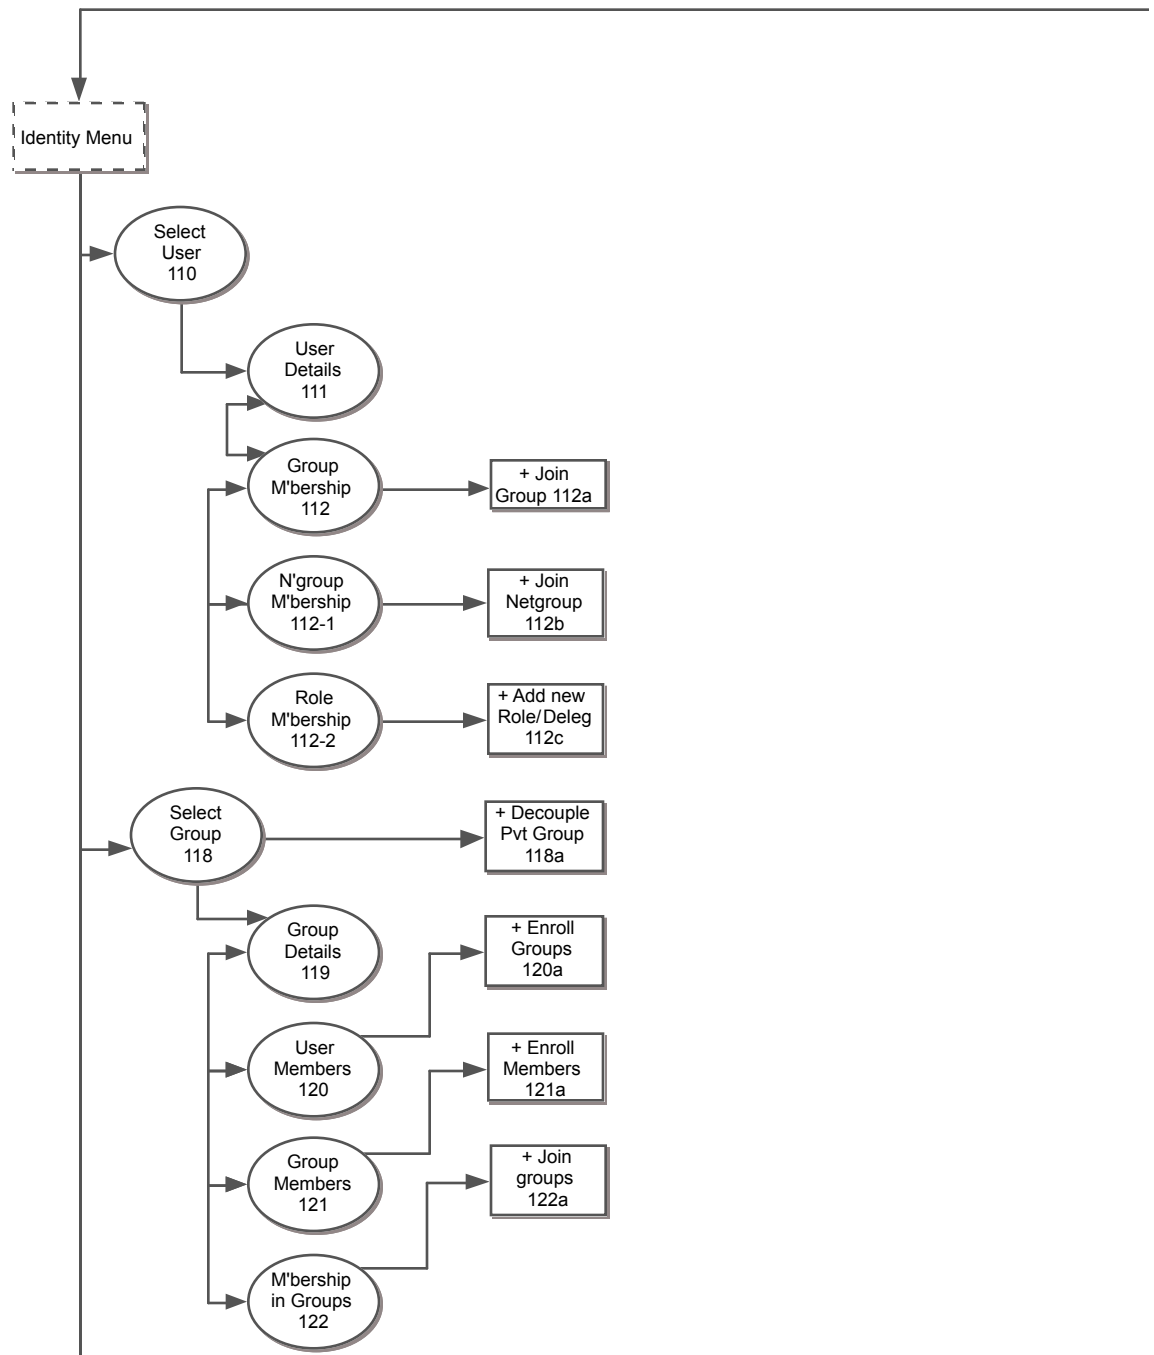 Identity Menu
Select
User
110
User
Details
111
Group
M'bership
112
+ Join
Group 112a
N'group
M'bership
112-1
+ Join
Netgroup
112b
Role
M'bership
112-2
+ Add new
Role/Deleg
112c
Select
Group
118
+ Decouple
Pvt Group
118a
Group
Details
119
+ Enroll
Groups
120a
User
Members
120
+ Enroll
Members
121a
Group
Members
121
+ Join
groups
122a
M'bership
in Groups
122